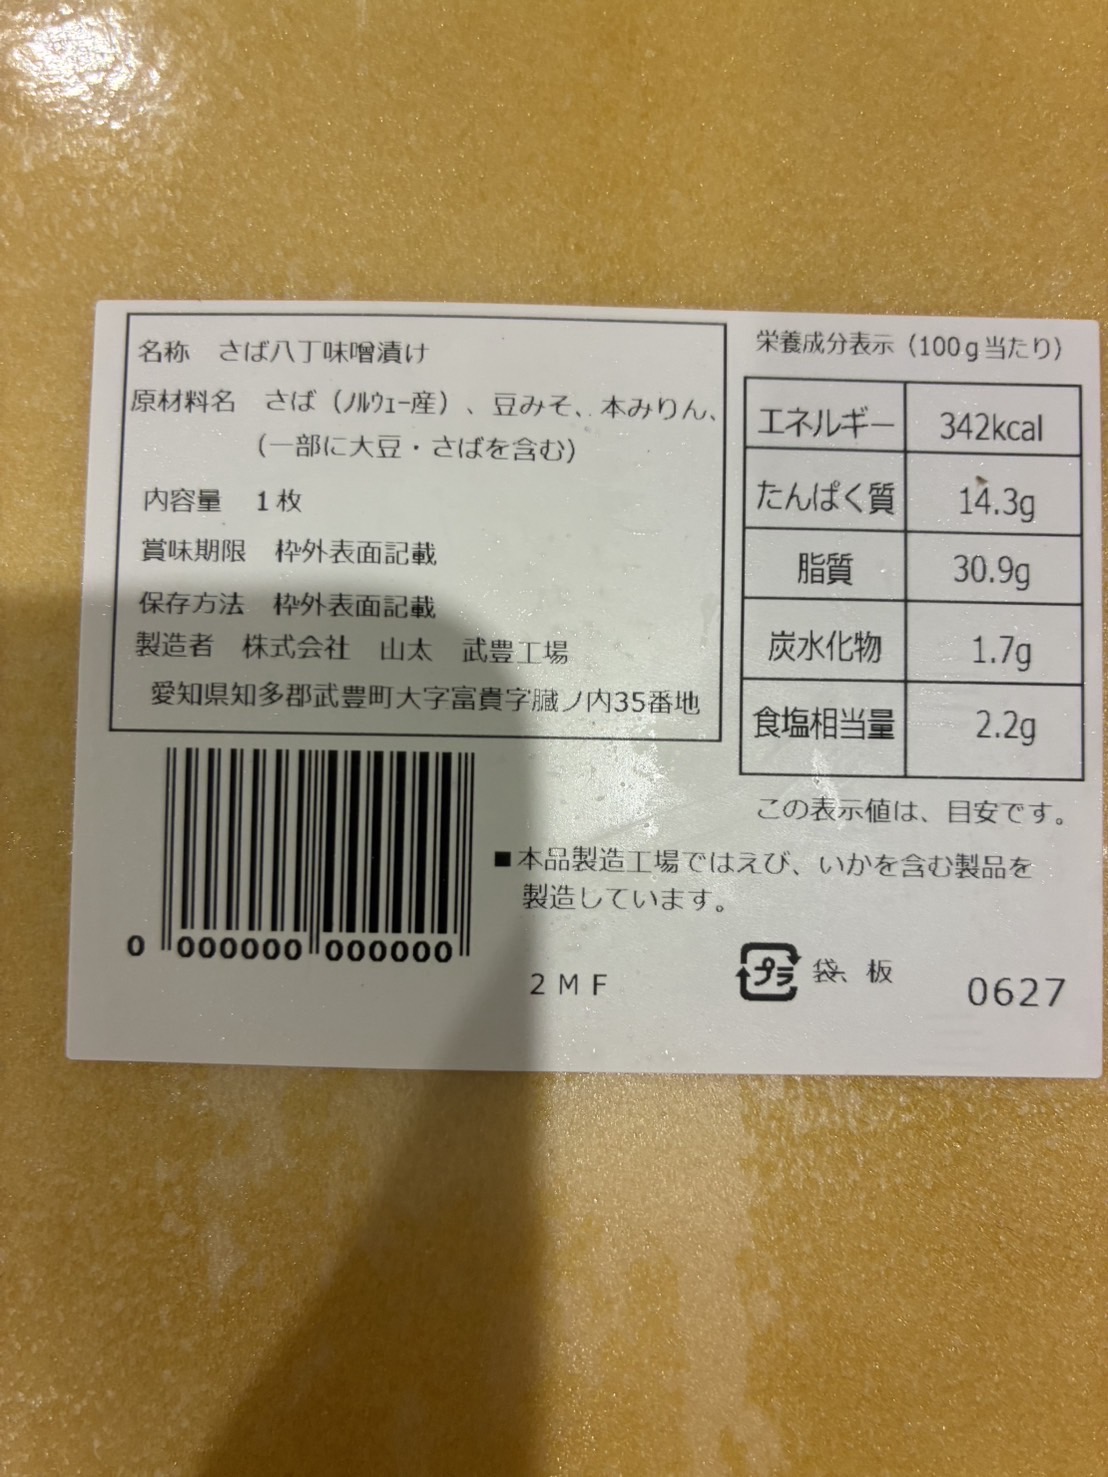 名称 さば八丁味噌漬け
原材料名 さば（ﾉﾙｳｪｰ産）、豆みそ、本みりん、
（一部に大豆・さばを含む）
内容量 1枚
賞味期限 枠外表面記載
保存方法 枠外表面記載
製造者 株式会社 山太 武豊工場
愛知県知多郡武豊町大字富貴字臓ノ内35番地
栄養成分表示（100g当たり）
エネルギー 342kcal
たんぱく質 14.3g
脂質 30.9g
炭水化物 1.7g
食塩相当量 2.2g
この表示値は、目安です。
■本品製造工場ではえび、いかを含む製品を
製造しています。
0 000000 000000
2MF
プラ 袋、板
0627